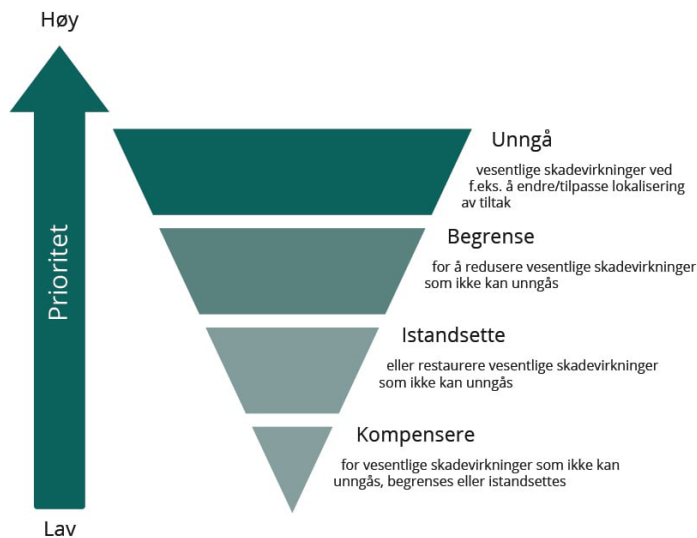 Høy
Unngå
vesentlige skadevirkninger ved
f.eks. å endre/tilpasse lokalisering
av tiltak
Begrense
for å redusere vesentlige skadevirkninger
som ikke kan unngås
Prioritet
Istandsette
eller restaurere vesentlige skadevirkninger
som ikke kan unngås
Kompensere
for vesentlige skadevirkninger som ikke kan
unngås, begrenses eller istandsettes
Lav